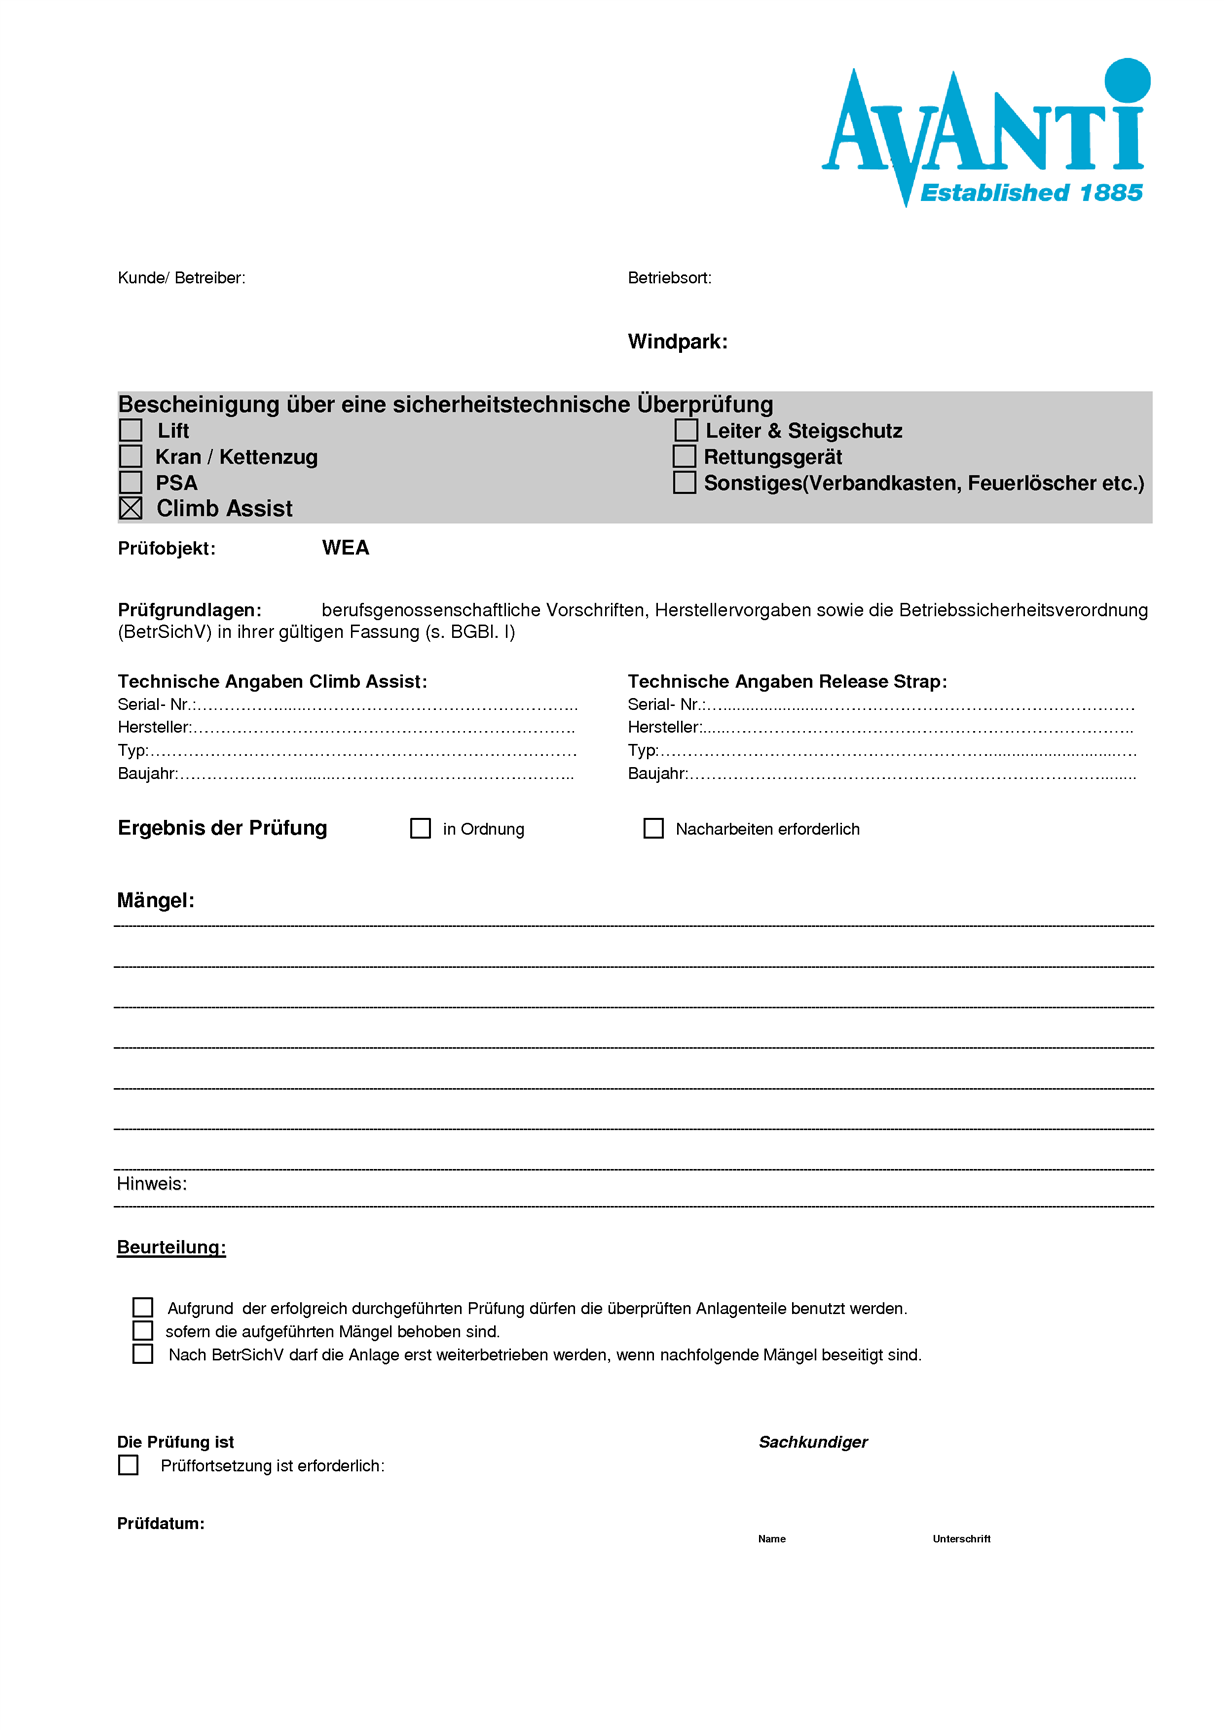 AVANTI
Established 1885
Kunde/ Betreiber: Betriebsort:
Windpark:
Bescheinigung über eine sicherheitstechnische Überprüfung
Lift Leiter & Steigschutz
Kran / Kettenzug Rettungsgerät
PSA Sonstiges(Verbandkasten, Feuerlöscher etc.)
Climb Assist
Prüfobjekt: WEA
Prüfgrundlagen: berufsgenossenschaftliche Vorschriften, Herstellervorgaben sowie die Betriebssicherheitsverordnung
(BetrSichV) in ihrer gültigen Fassung (s. BGBl. I)
Technische Angaben Climb Assist: Technische Angaben Release Strap:
Serial- Nr.:........................................ Serial- Nr.:........................................
Hersteller:........................................ Hersteller:........................................
Typ:........................................ Typ:........................................
Baujahr:........................................ Baujahr:........................................
Ergebnis der Prüfung in Ordnung Nacharbeiten erforderlich
Mängel:
Hinweis:
Beurteilung:
Aufgrund der erfolgreich durchgeführten Prüfung dürfen die überprüften Anlagenteile benutzt werden.
sofern die aufgeführten Mängel behoben sind.
Nach BetrSichV darf die Anlage erst weiterbetrieben werden, wenn nachfolgende Mängel beseitigt sind.
Die Prüfung ist Sachkundiger
Prüffortsetzung ist erforderlich:
Prüfdatum:
Name Unterschrift